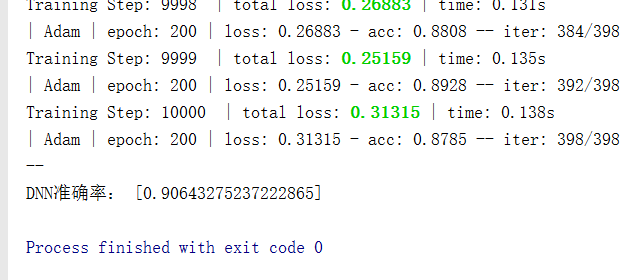 Training Step: 9998  | total loss: 0.26883 | time: 0.131s
| Adam | epoch: 200 | loss: 0.26883 - acc: 0.8808 -- iter: 384/398
Training Step: 9999  | total loss: 0.25159 | time: 0.135s
| Adam | epoch: 200 | loss: 0.25159 - acc: 0.8928 -- iter: 392/398
Training Step: 10000  | total loss: 0.31315 | time: 0.138s
| Adam | epoch: 200 | loss: 0.31315 - acc: 0.8785 -- iter: 398/398
--
DNN准确率： [0.90643275237222865]
Process finished with exit code 0